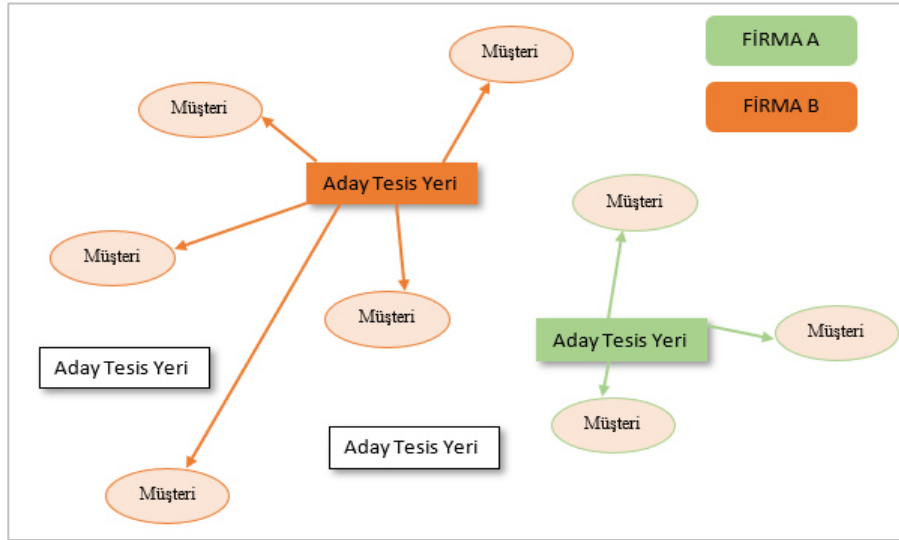 Müşteri
FİRMA A
Müşteri
FİRMA B
Aday Tesis Yeri
Müşteri
Müşteri
Müşteri
Müşteri
Aday Tesis Yeri
Aday Tesis Yeri
Müşteri
Aday Tesis Yeri
Müşteri
Müşteri